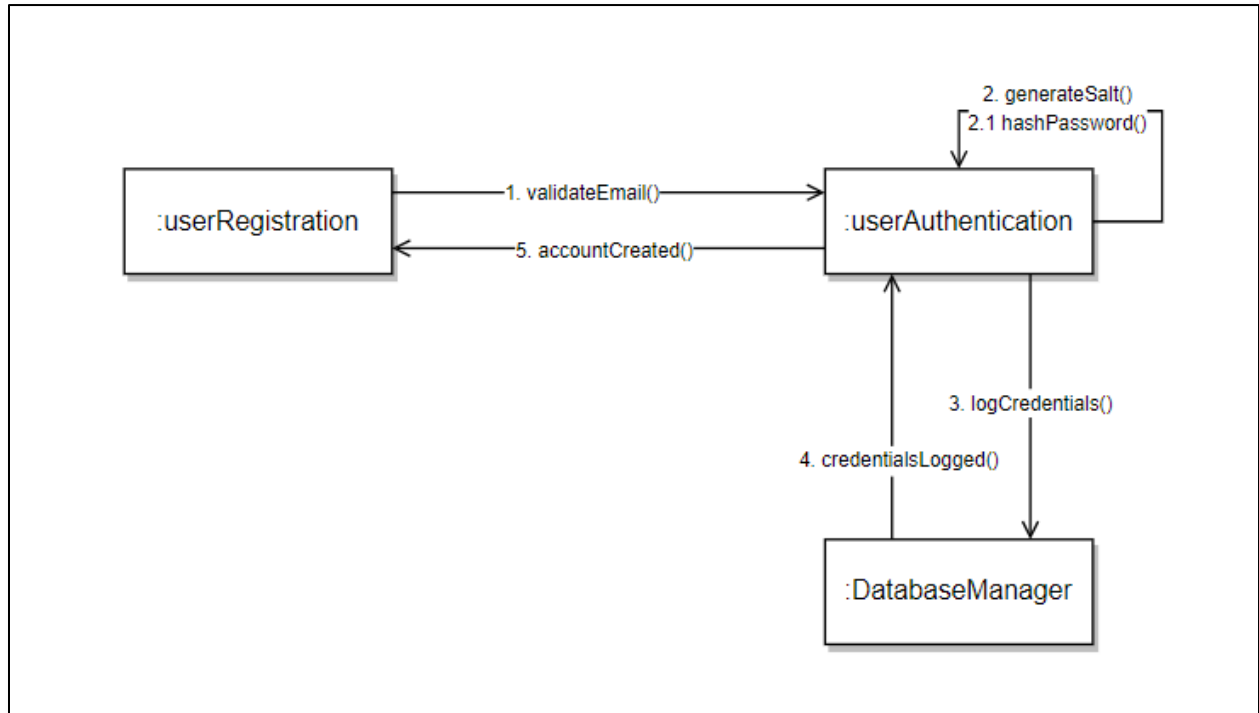 2. generateSalt()
2.1 hashPassword()
:userRegistration
1. validateEmail()
:userAuthentication
5. accountCreated()
3. logCredentials()
4. credentialsLogged()
:DatabaseManager